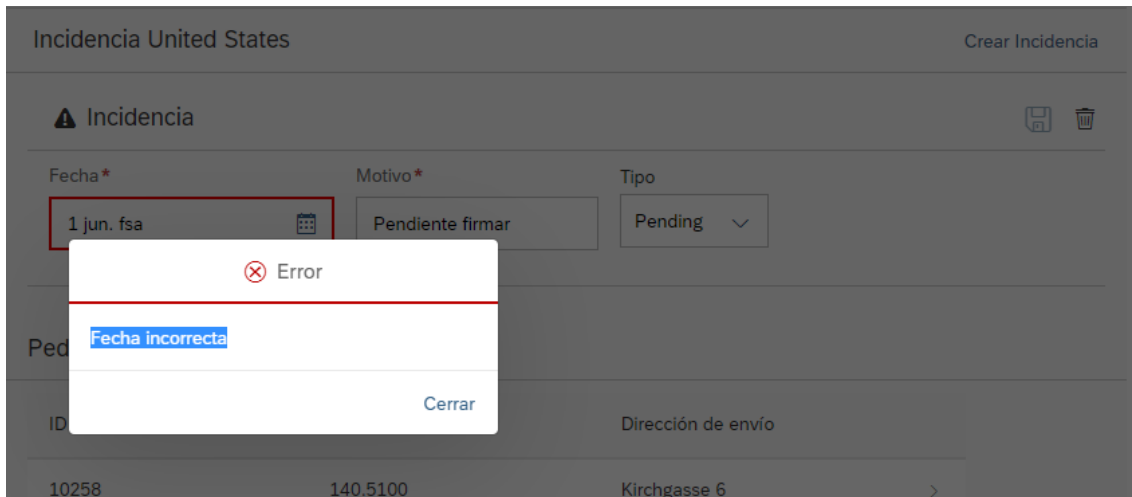 Incidencia United States
Crear Incidencia
Incidencia
Fecha*
Motivo*
Tipo
1 jun. fsa
Pendiente firmar
Pending
Error
Fecha incorrecta
Cerrar
Ped
ID
Dirección de envío
10258
140.5100
Kirchgasse 6